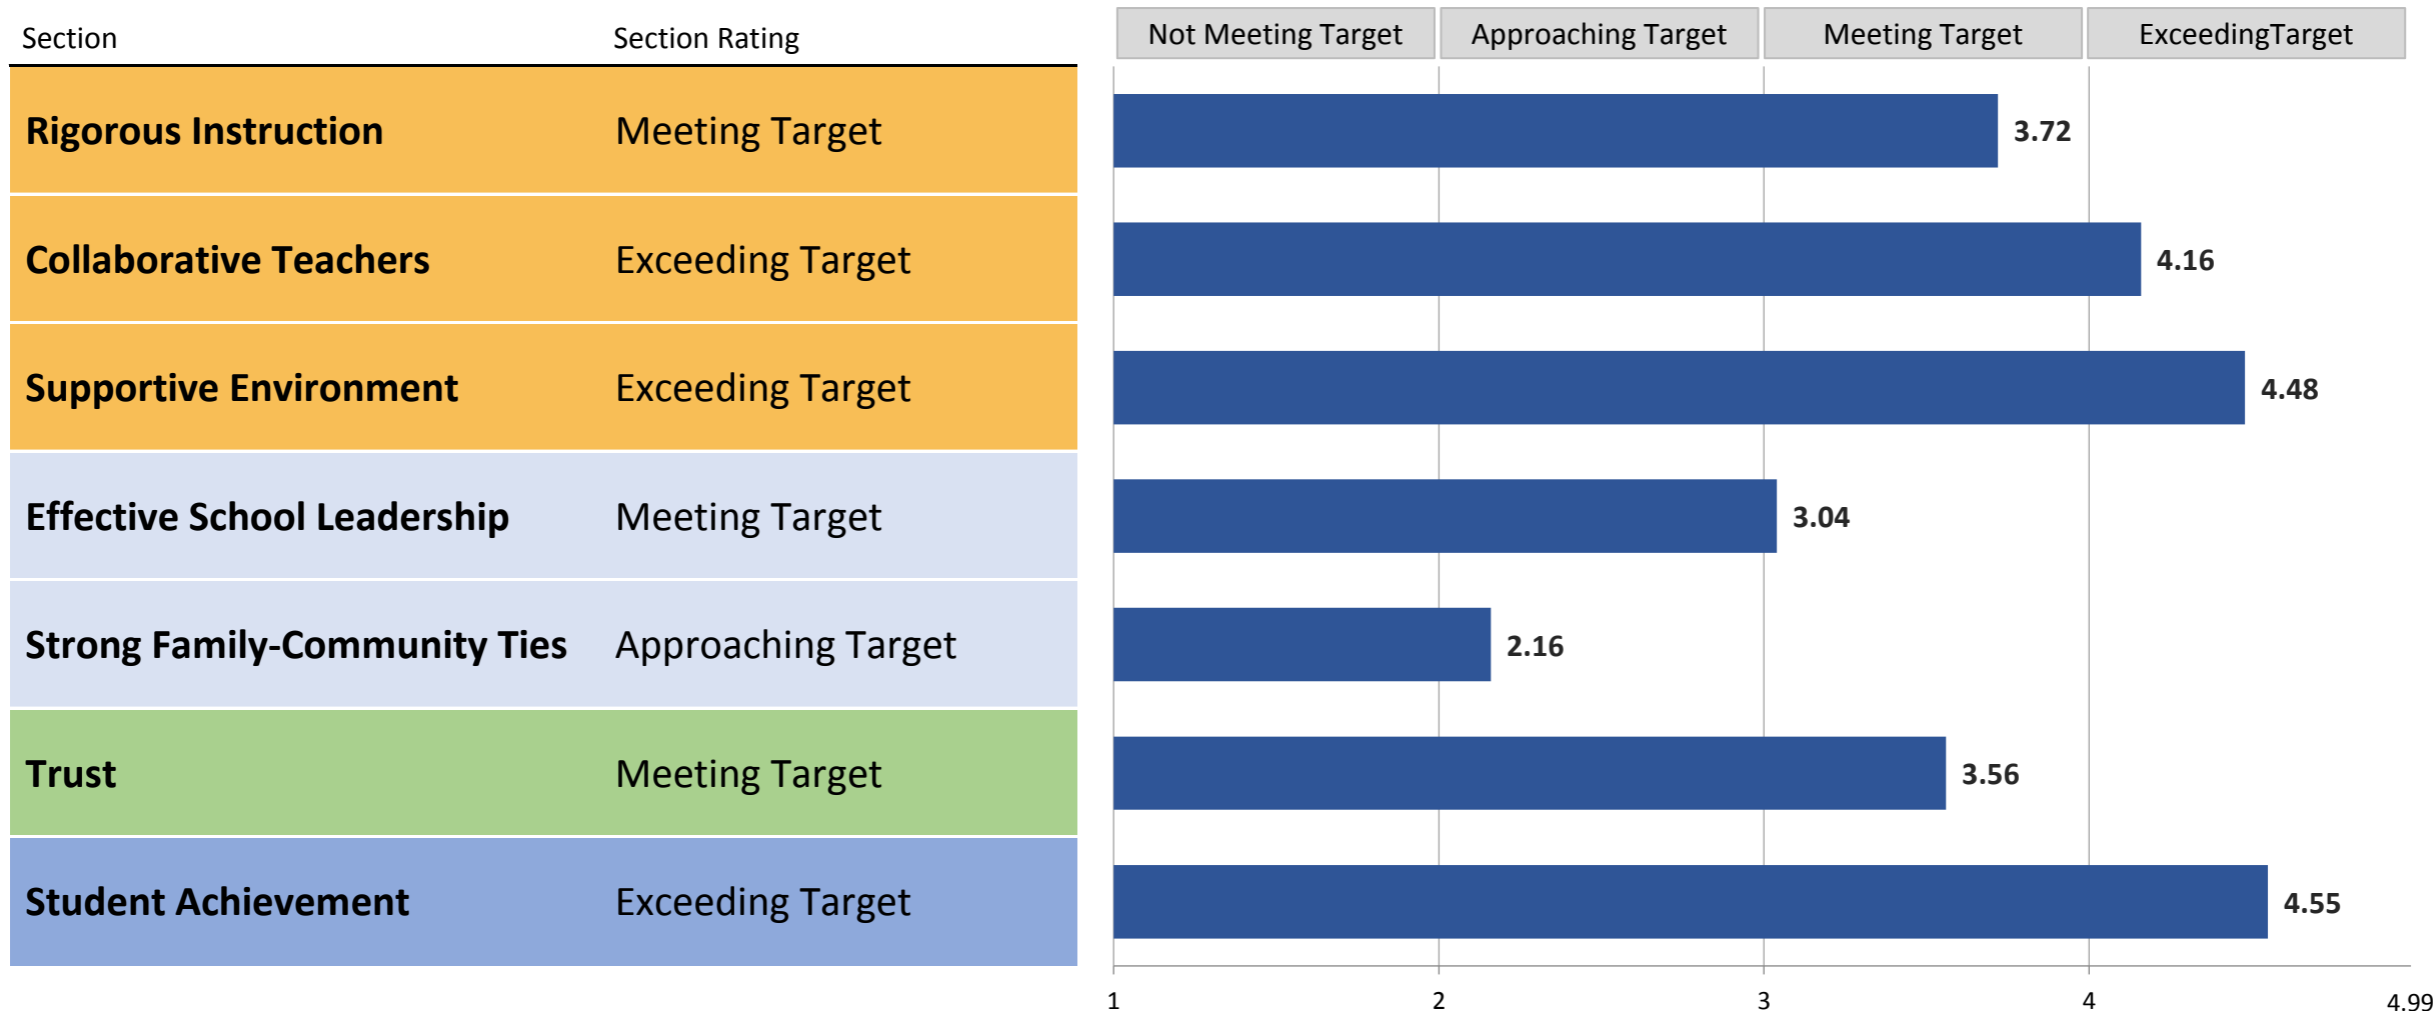 Section Section Rating Not Meeting Target Approaching Target Meeting Target ExceedingTarget
Rigorous Instruction Meeting Target 3.72
Collaborative Teachers Exceeding Target 4.16
Supportive Environment Exceeding Target 4.48
Effective School Leadership Meeting Target 3.04
Strong Family-Community Ties Approaching Target 2.16
Trust Meeting Target 3.56
Student Achievement Exceeding Target 4.55
1 2 3 4 4.99